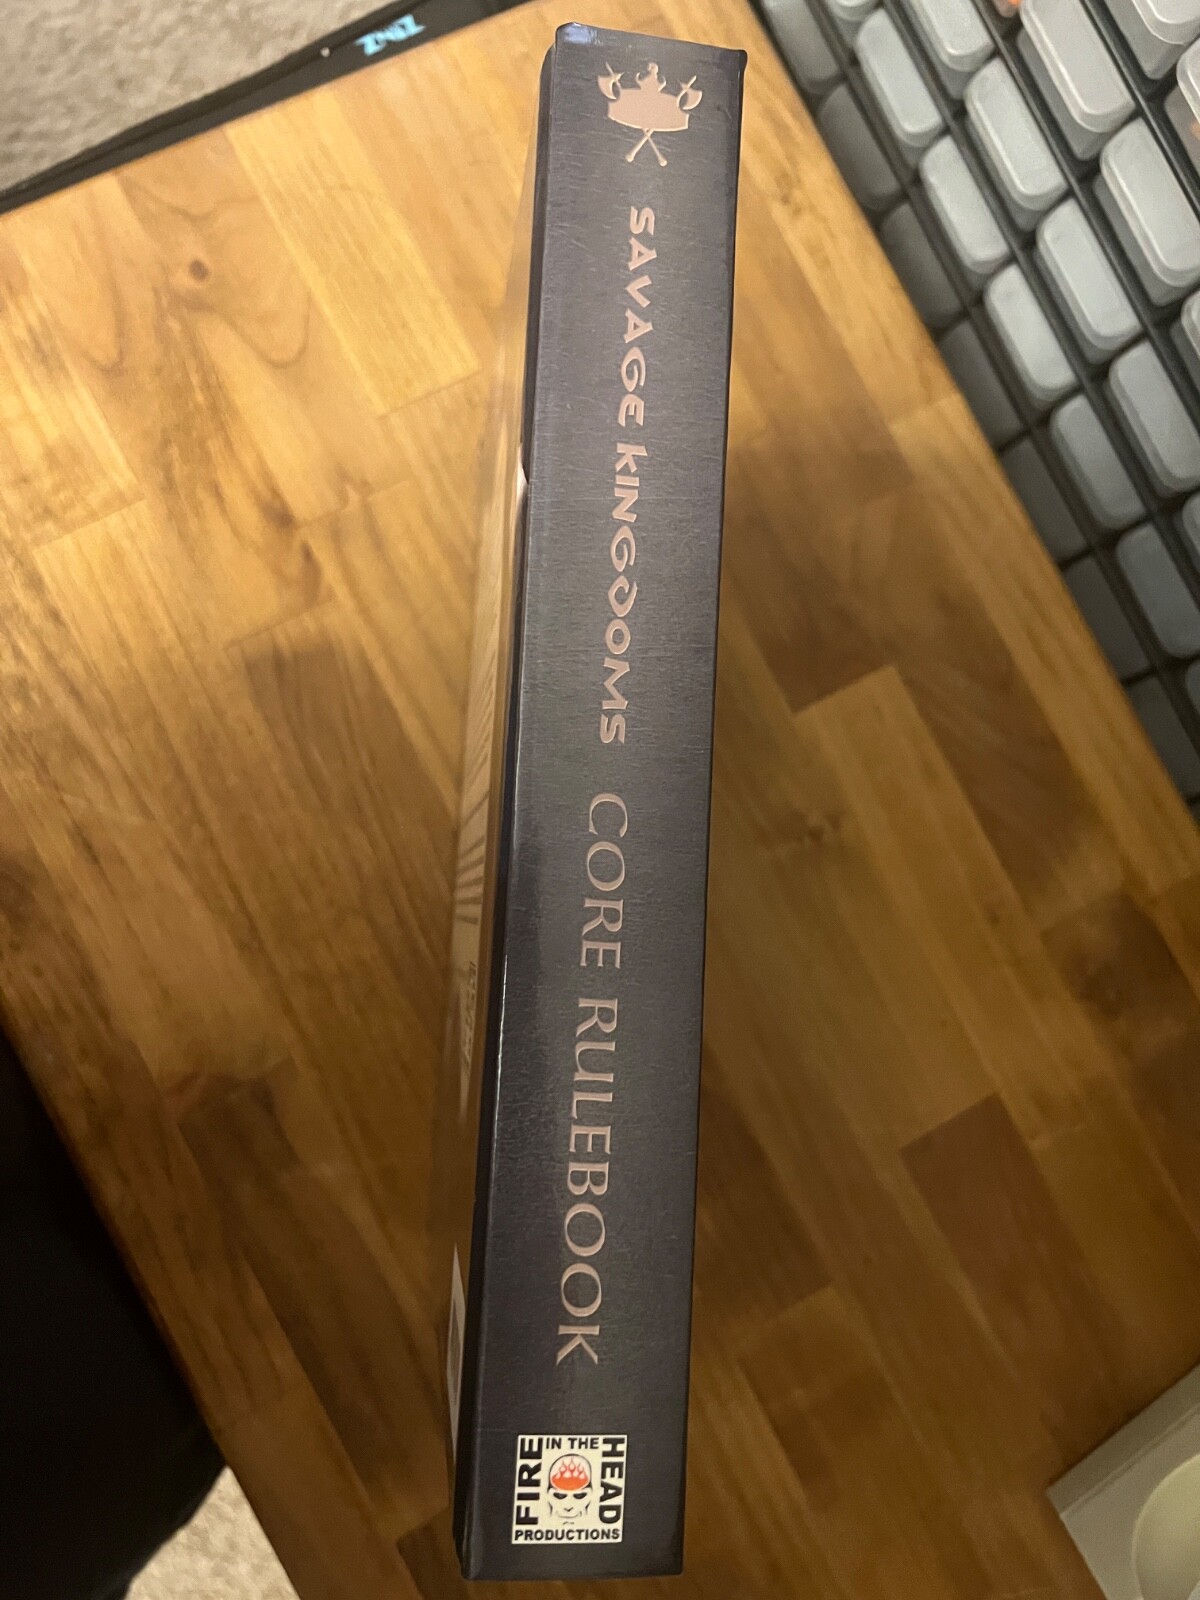 SAVAGE KINGDOMS CORE RULEBOOK
FIRE IN THE HEAD
PRODUCTIONS